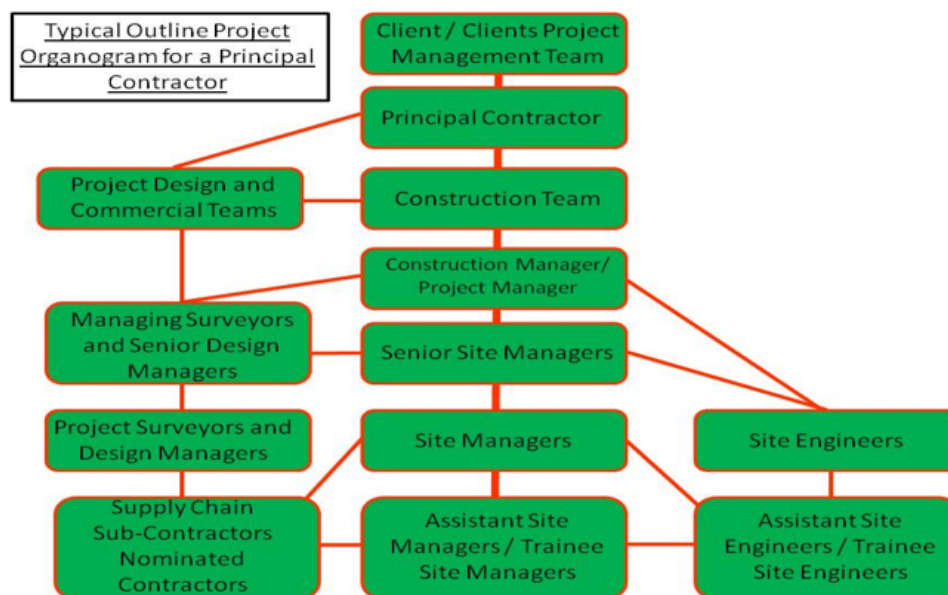 Typical Outline Project
Organogram for a Principal
Contractor
Client / Clients Project
Management Team
Principal Contractor
Project Design and
Commercial Teams
Construction Team
Construction Manager/
Project Manager
Managing Surveyors
and Senior Design
Managers
Senior Site Managers
Project Surveyors and
Design Managers
Site Managers
Site Engineers
Supply Chain
Sub-Contractors
Nominated
Contractors
Assistant Site
Managers / Trainee
Site Managers
Assistant Site
Engineers / Trainee
Site Engineers